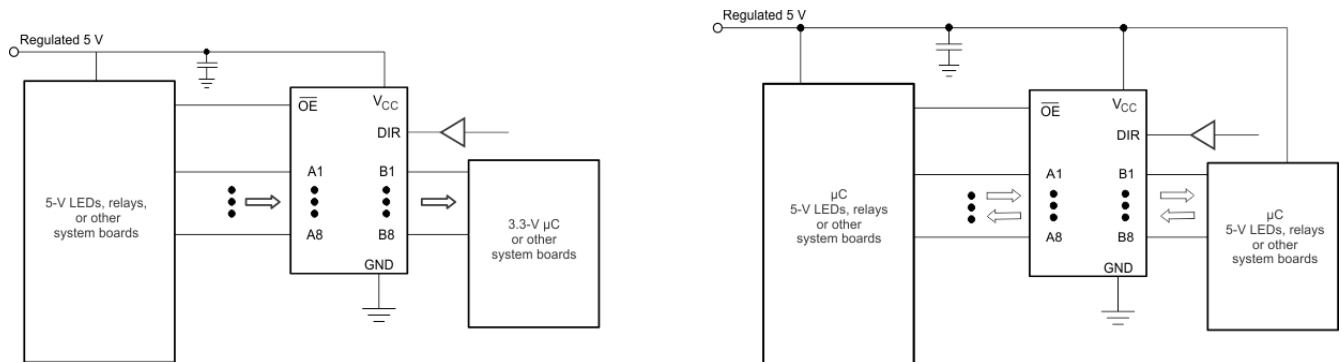 Regulated 5 V
OE
VCC
DIR
A1
B1
5-V LEDs, relays,
or other
system boards
A8
B8
GND
3.3-V µC
or other
system boards
Regulated 5 V
OE
VCC
DIR
A1
B1
µC
5-V LEDs, relays
or other
system boards
A8
B8
GND
µC
5-V LEDs, relays
or other
system boards